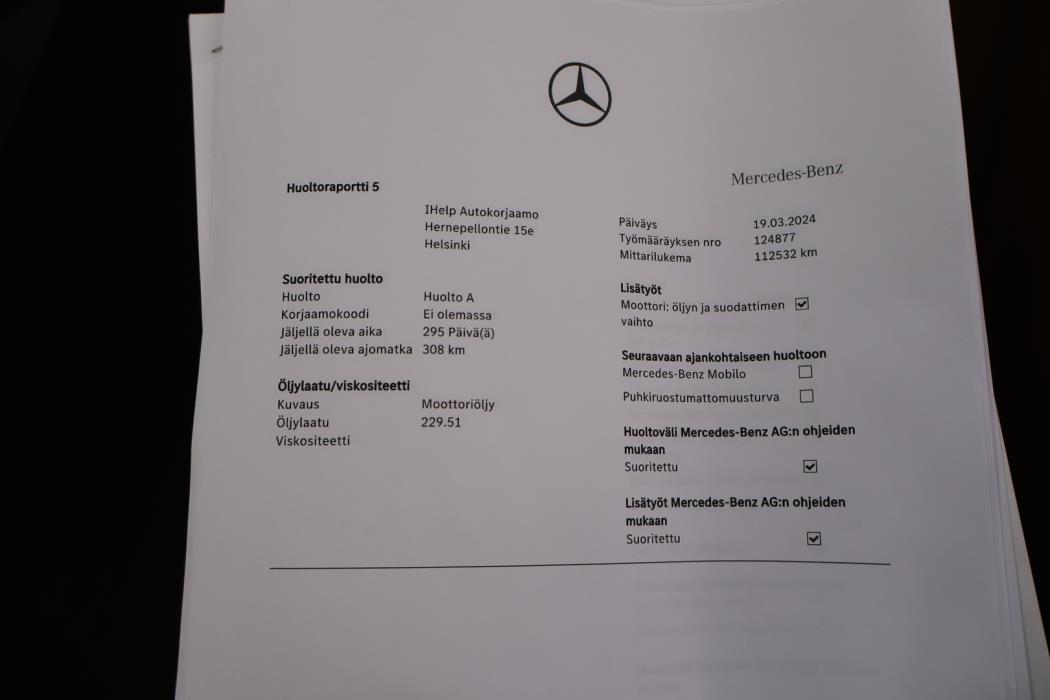 Mercedes-Benz
Huoltoraportti 5
IHelp Autokorjaamo
Hernepellontie 15e
Helsinki
Päiväys 19.03.2024
Työmääräyksen nro 124877
Mittarilukema 112532 km
Suoritettu huolto
Huolto Huolto A
Korjaamokoodi Ei olemassa
Jäljellä oleva aika 295 Päivä(ä)
Jäljellä oleva ajomatka 308 km
Öljylaatu/viskositeetti
Kuvaus Moottoriöljy
Öljylaatu 229.51
Viskositeetti
Lisätyöt
Moottori: öljyn ja suodattimen
vaihto
Seuraavaan ajankohtaiseen huoltoon
Mercedes-Benz Mobilo
Puhkiruostumattomuusturva
Huoltoväli Mercedes-Benz AG:n ohjeiden
mukaan
Suoritettu
Lisätyöt Mercedes-Benz AG:n ohjeiden
mukaan
Suoritettu